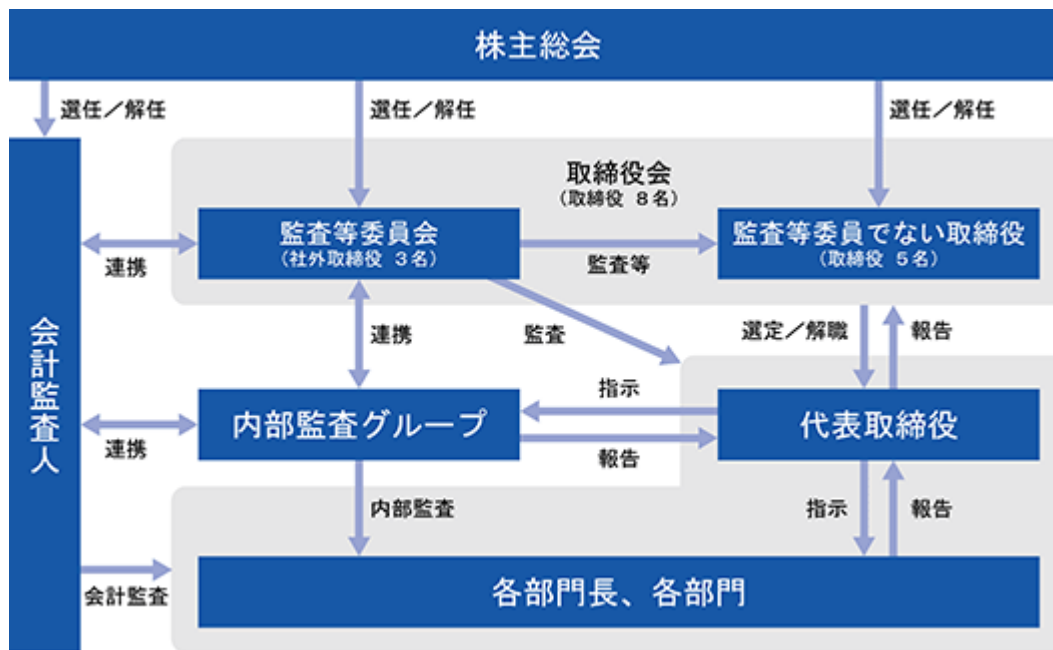 株主総会
選任／解任
選任／解任
選任／解任
取締役会
（取締役 ８名）
監査等委員会
（社外取締役 ３名）
監査等委員でない取締役
（取締役 ５名）
連携
監査等
会計監査人
連携
監査
選定／解職
報告
指示
内部監査グループ
代表取締役
連携
報告
内部監査
指示
報告
会計監査
各部門長、各部門